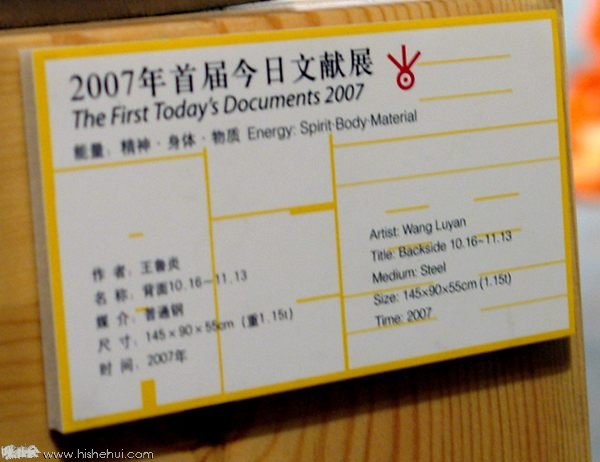 2007年首届今日文献展
The First Today's Documents 2007
能量：精神·身体·物质 Energy: Spirit·Body·Material
作 者：王鲁炎
名 称：背面10.16－11.13
媒 介：普通钢
尺 寸：145×90×55cm（重1.15t）
时 间：2007年
Artist: Wang Luyan
Title: Backside 10.16~11.13
Medium: Steel
Size: 145×90×55cm (1.15t)
Time: 2007
www.hishehui.com